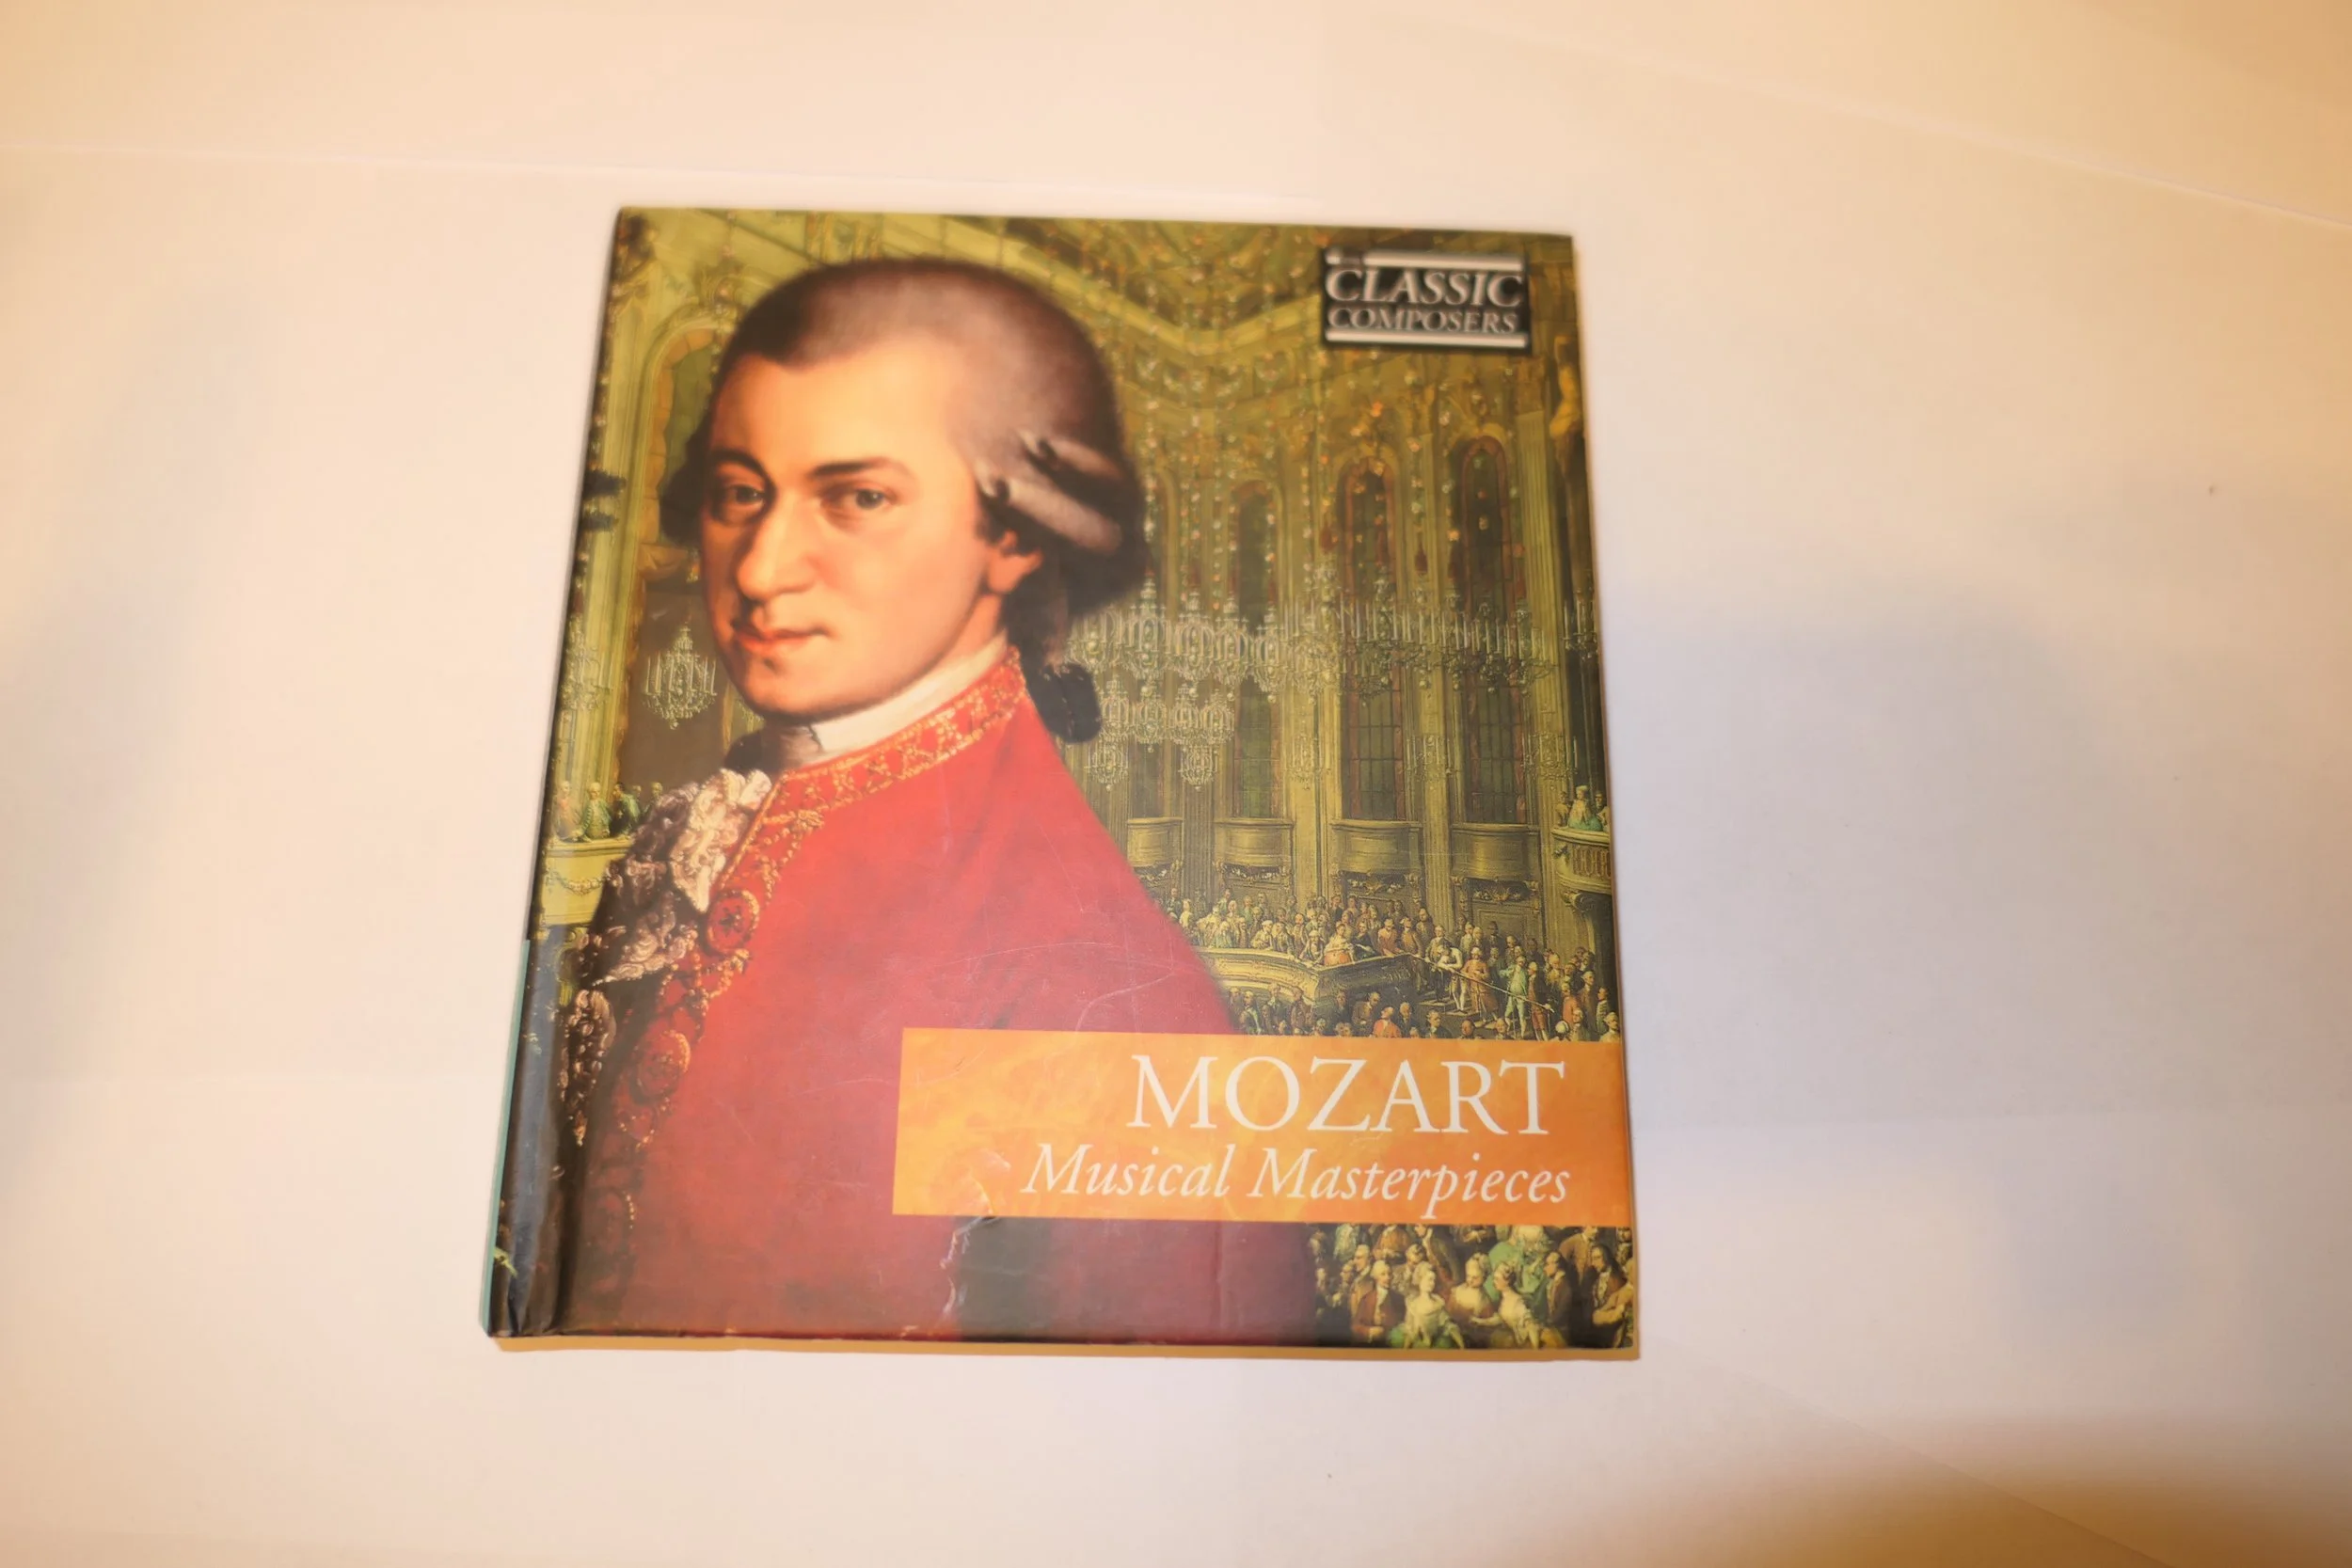 CLASSIC
COMPOSERS
MOZART
Musical Masterpieces